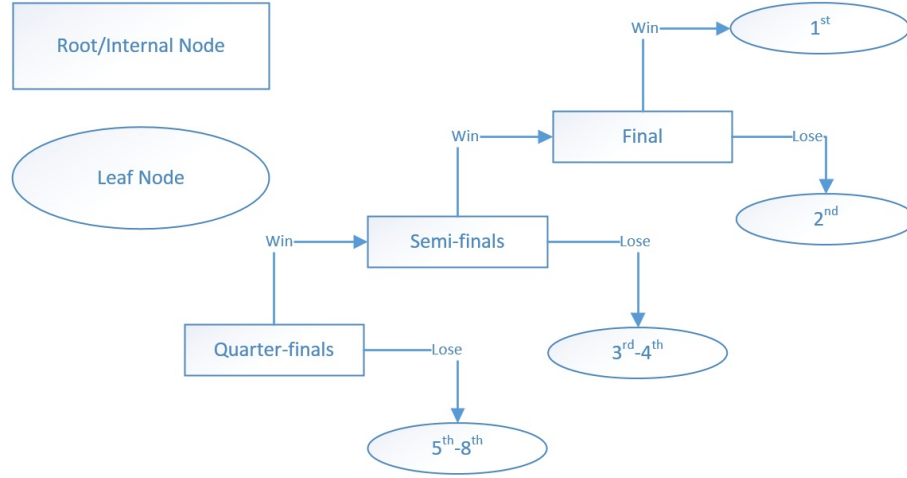 Root/Internal Node
Leaf Node
Win
1st
Final
Lose
2nd
Win
Semi-finals
Lose
3rd-4th
Win
Quarter-finals
Lose
5th-8th